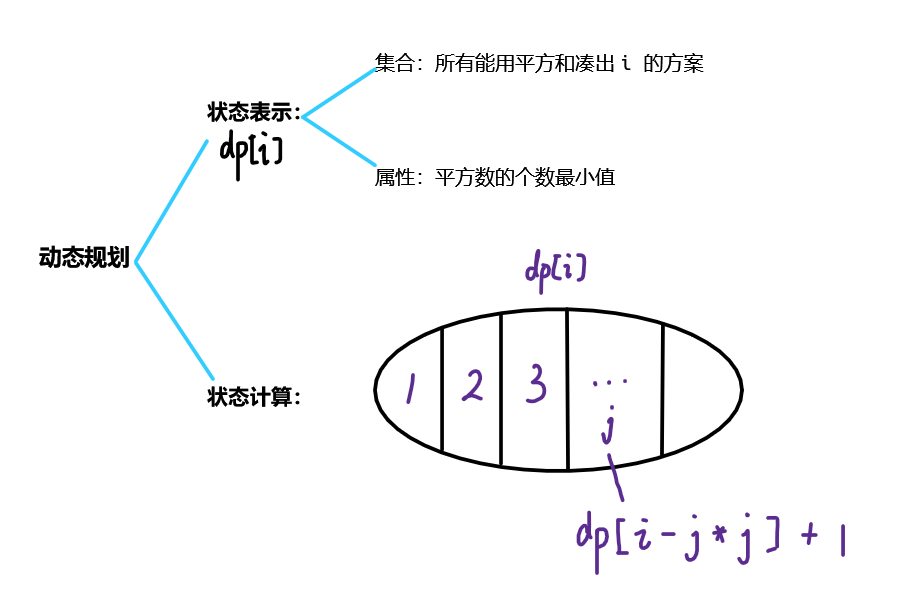 集合：所有能用平方和凑出 i 的方案
状态表示：
dp[i]
属性：平方数的个数最小值
动态规划
dp[i]
状态计算：
1 2 3 ...
j
dp[i-j*j]+1